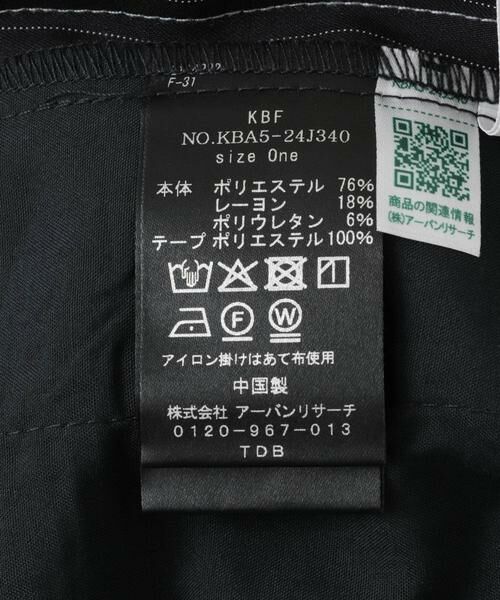 F-31
KBF
NO.KBA5-24J340
size One
本体 ポリエステル 76%
レーヨン 18%
ポリウレタン 6%
テープ ポリエステル 100%
F W
アイロン掛けはあて布使用
中国製
株式会社 アーバンリサーチ
0120-967-013
TDB
商品の関連情報
(株)アーバンリサーチ